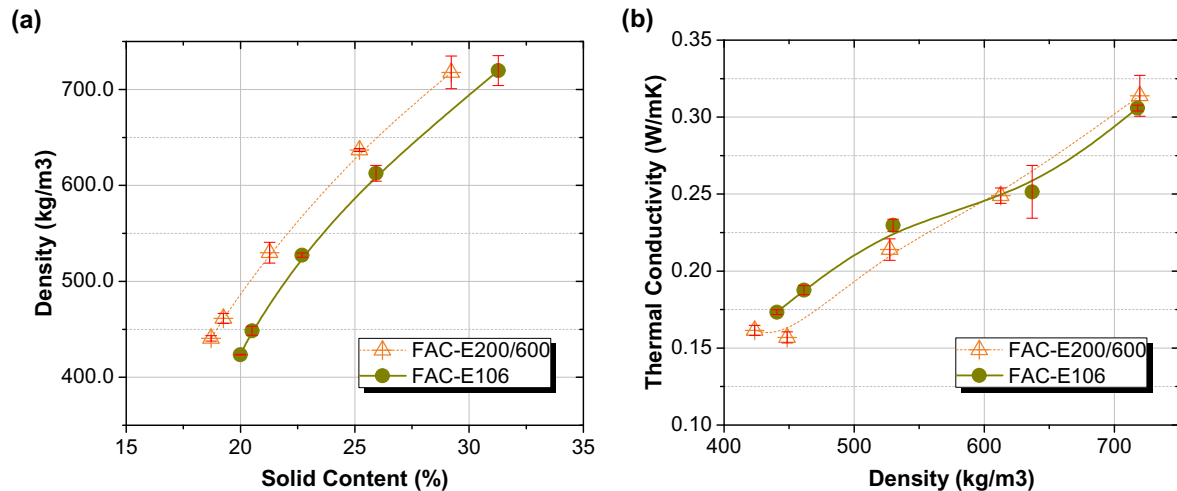 (a)
Density (kg/m3)
700.0
600.0
500.0
400.0
15 20 25 30 35
Solid Content (%)
FAC-E200/600
FAC-E106
(b)
Thermal Conductivity (W/mK)
0.35
0.30
0.25
0.20
0.15
0.10
400 500 600 700
Density (kg/m3)
FAC-E200/600
FAC-E106